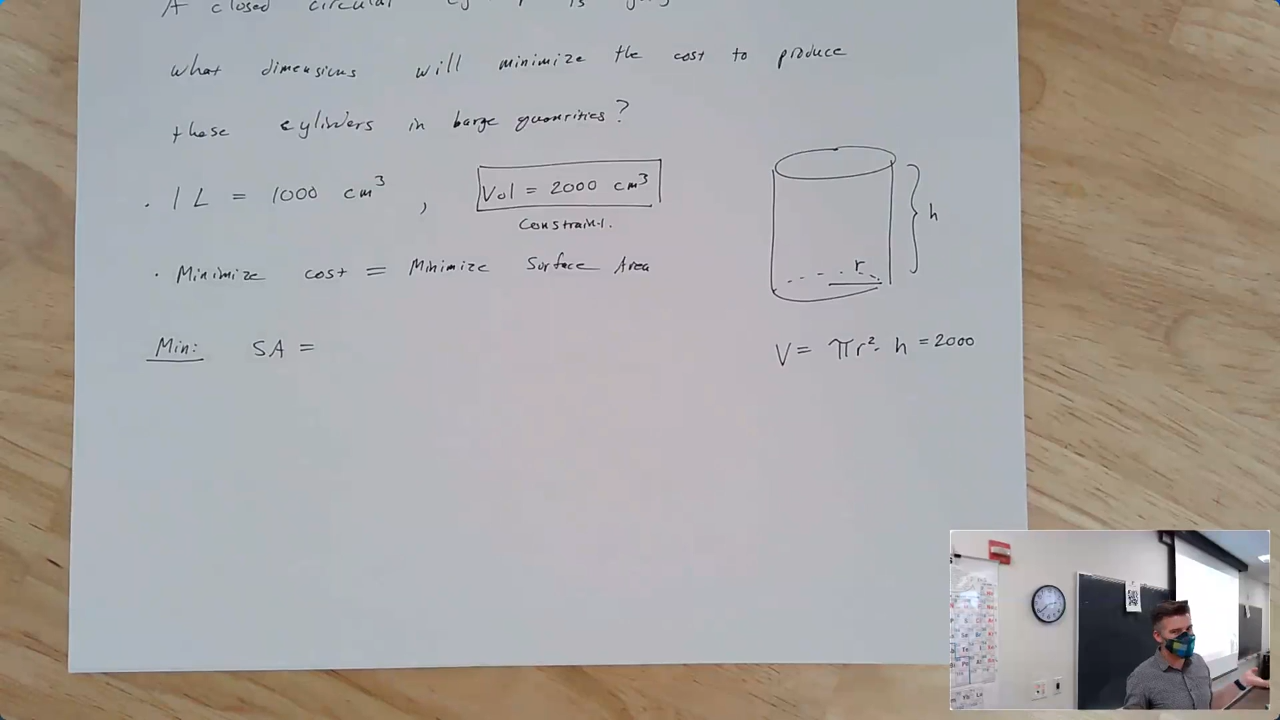 A closed circular is
what dimensions will minimize the cost to produce
these cylinders in large quantities?
· 1 L = 1000 cm³ , Vol = 2000 cm³
Constraint.
h
· Minimize cost = Minimize Surface Area
r
Min: SA =
V = πr² · h = 2000